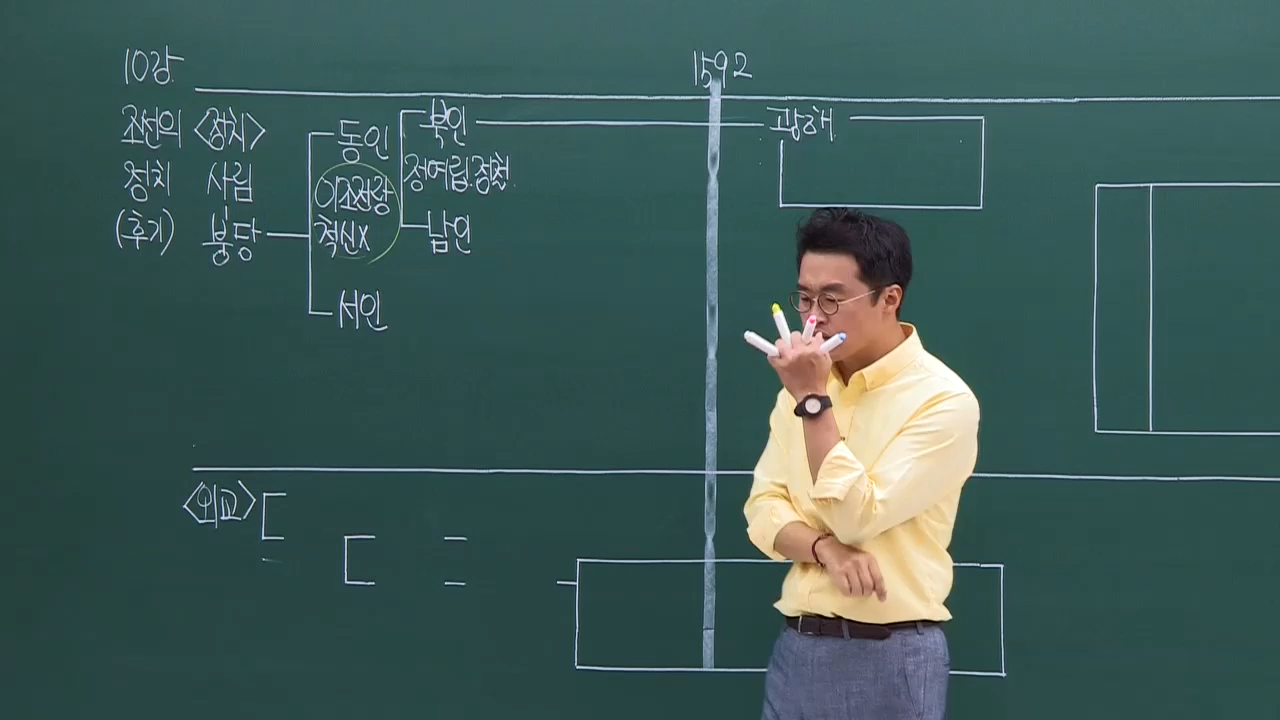 10강
1592
조선의 <정치>
정치 사림
(후기) 붕당
동인
이조전랑
척신X
서인
북인
정여립.정철
남인
광해
<외교>